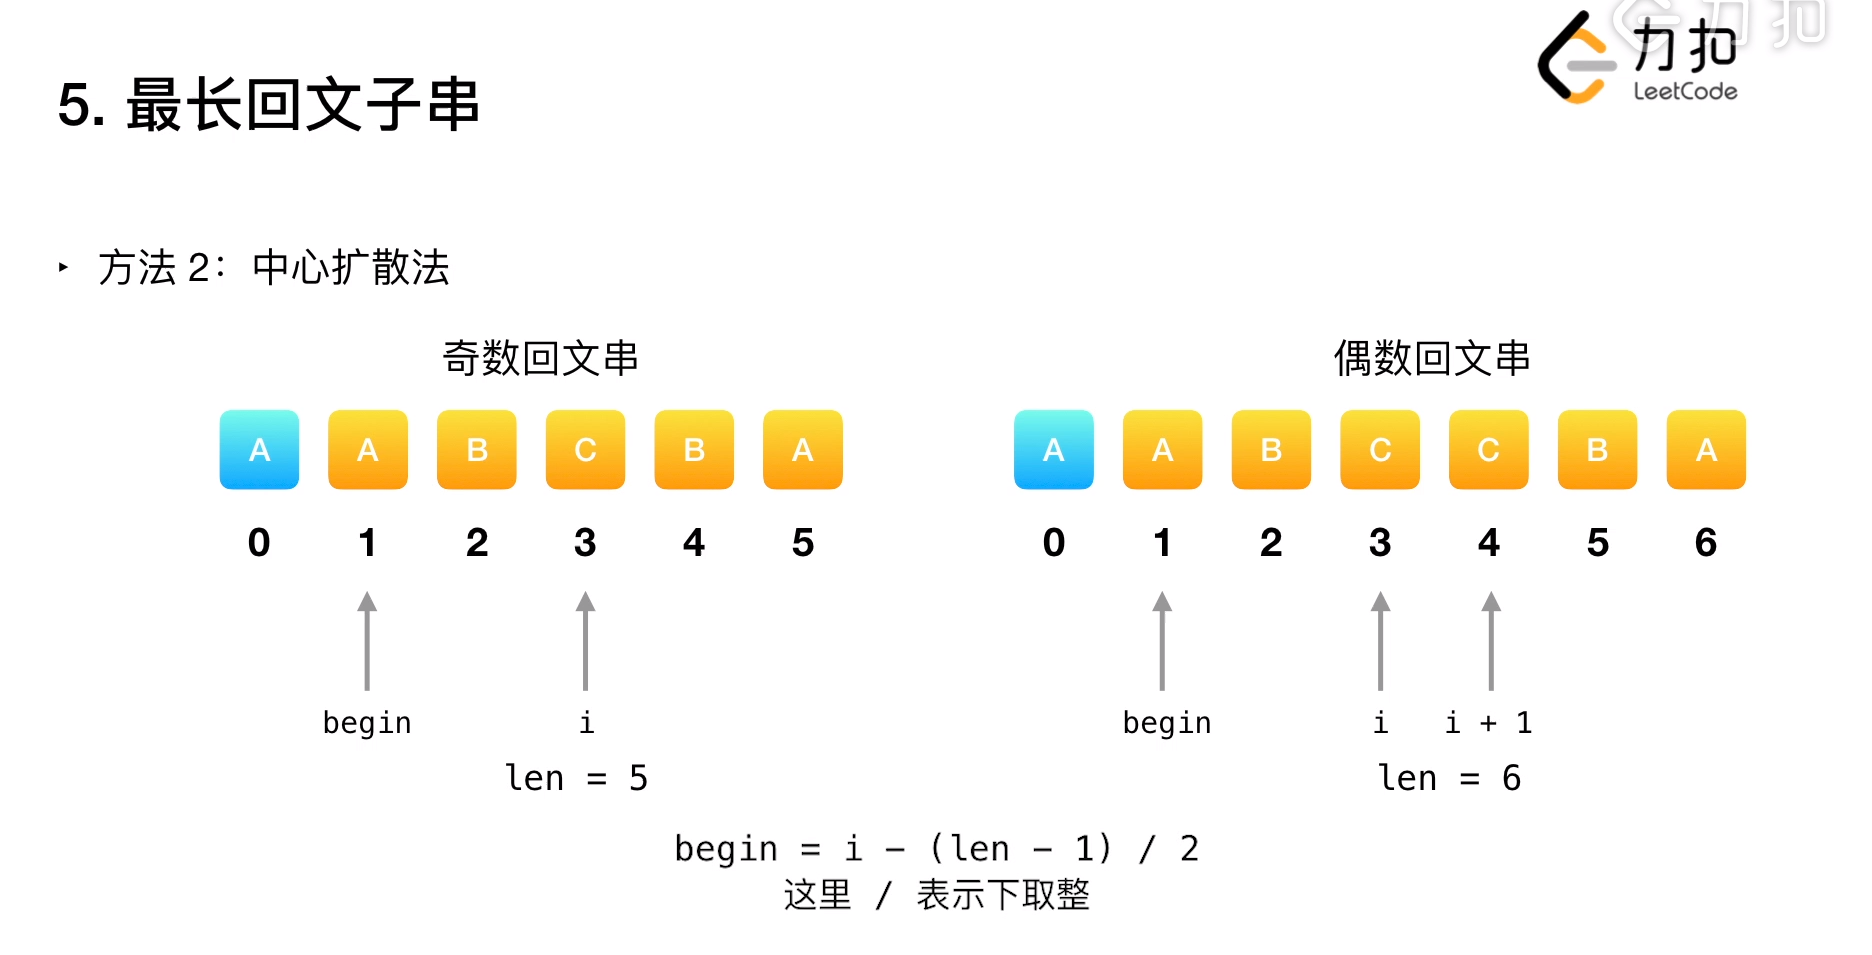 力扣
力扣
LeetCode
5. 最长回文子串
‣ 方法 2：中心扩散法
奇数回文串
偶数回文串
A A B C B A
A A B C C B A
0 1 2 3 4 5
0 1 2 3 4 5 6
begin i
begin i i + 1
len = 5
len = 6
begin = i - (len - 1) / 2
这里 / 表示下取整